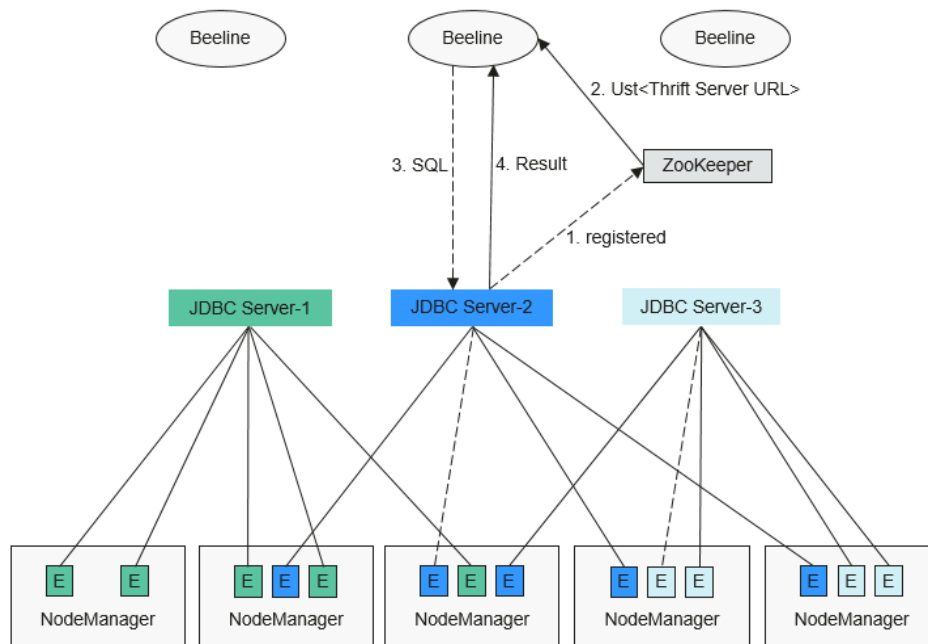 Beeline
Beeline
Beeline
2. Ust<Thrift Server URL>
3. SQL
4. Result
ZooKeeper
1. registered
JDBC Server-1
JDBC Server-2
JDBC Server-3
E
E
E
E
E
E
E
E
E
E
E
E
E
E
NodeManager
NodeManager
NodeManager
NodeManager
NodeManager